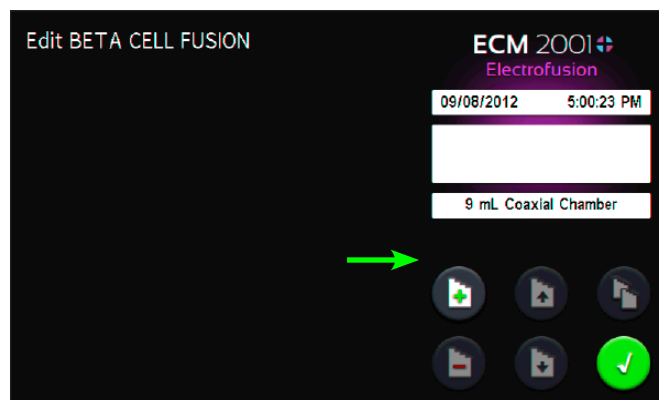 Edit BETA CELL FUSION
ECM 2001
Electrofusion
09/08/2012 5:00:23 PM
9 mL Coaxial Chamber